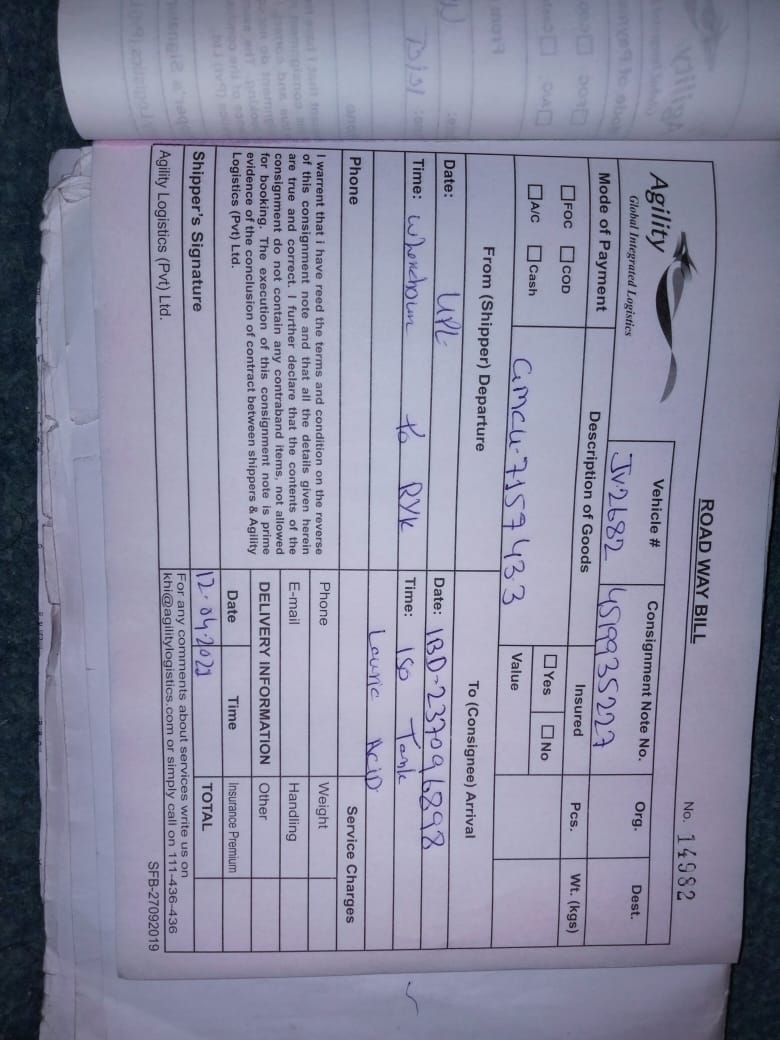 ROAD WAY BILL
No. 14982
Agility
Global Integrated Logistics
Vehicle #
JV-2682
Consignment Note No.
4519935227
Org.
Dest.
Mode of Payment
FOC COD
A/C Cash
Description of Goods
GMCU-7157433
Insured
Yes No
Value
Pcs.
Wt. (kgs)
From (Shipper) Departure
To (Consignee) Arrival
Date: UPL
Time: to RYK
Date: IBD-237096898
Time: ISO Tank
Lauric AciD
Phone
Service Charges
I warrent that i have reed the terms and condition on the reverse
of this consignment note and that all the details given herein
are true and correct. I further declare that the contents of the
consignment do not contain any contraband items, not allowed
for booking. The execution of this consignment note is prime
evidence of the conclusion of contract between shippers & Agility
Logistics (Pvt) Ltd.
Phone
E-mail
DELIVERY INFORMATION
Date Time
12-04-2021
Weight
Handling
Other
Insurance Premium
TOTAL
Shipper's Signature
Agility Logistics (Pvt) Ltd.
For any comments about services write us on
khi@agilitylogistics.com or simply call on 111-436-436
SFB-27092019